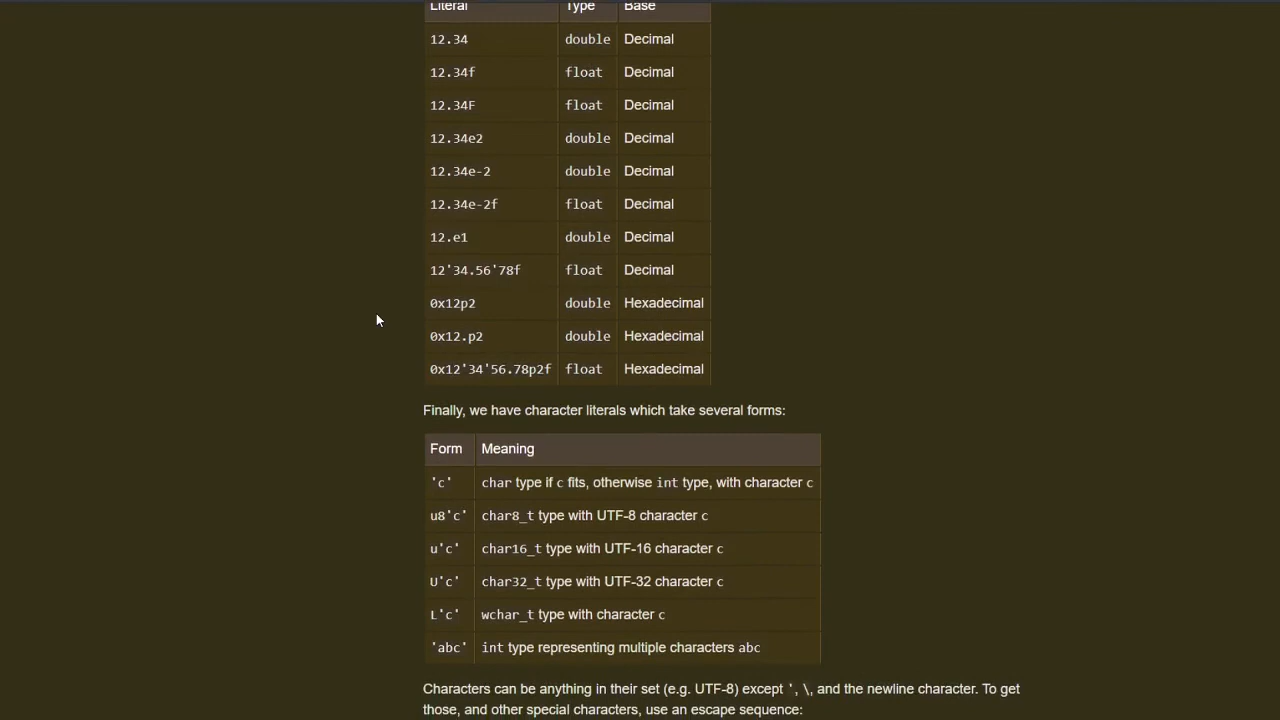 Literal Type Base
12.34 double Decimal
12.34f float Decimal
12.34F float Decimal
12.34e2 double Decimal
12.34e-2 double Decimal
12.34e-2f float Decimal
12.e1 double Decimal
12'34.56'78f float Decimal
0x12p2 double Hexadecimal
0x12.p2 double Hexadecimal
0x12'34'56.78p2f float Hexadecimal
Finally, we have character literals which take several forms:
Form Meaning
'c' char type if c fits, otherwise int type, with character c
u8'c' char8_t type with UTF-8 character c
u'c' char16_t type with UTF-16 character c
U'c' char32_t type with UTF-32 character c
L'c' wchar_t type with character c
'abc' int type representing multiple characters abc
Characters can be anything in their set (e.g. UTF-8) except ', \, and the newline character. To get
those, and other special characters, use an escape sequence: